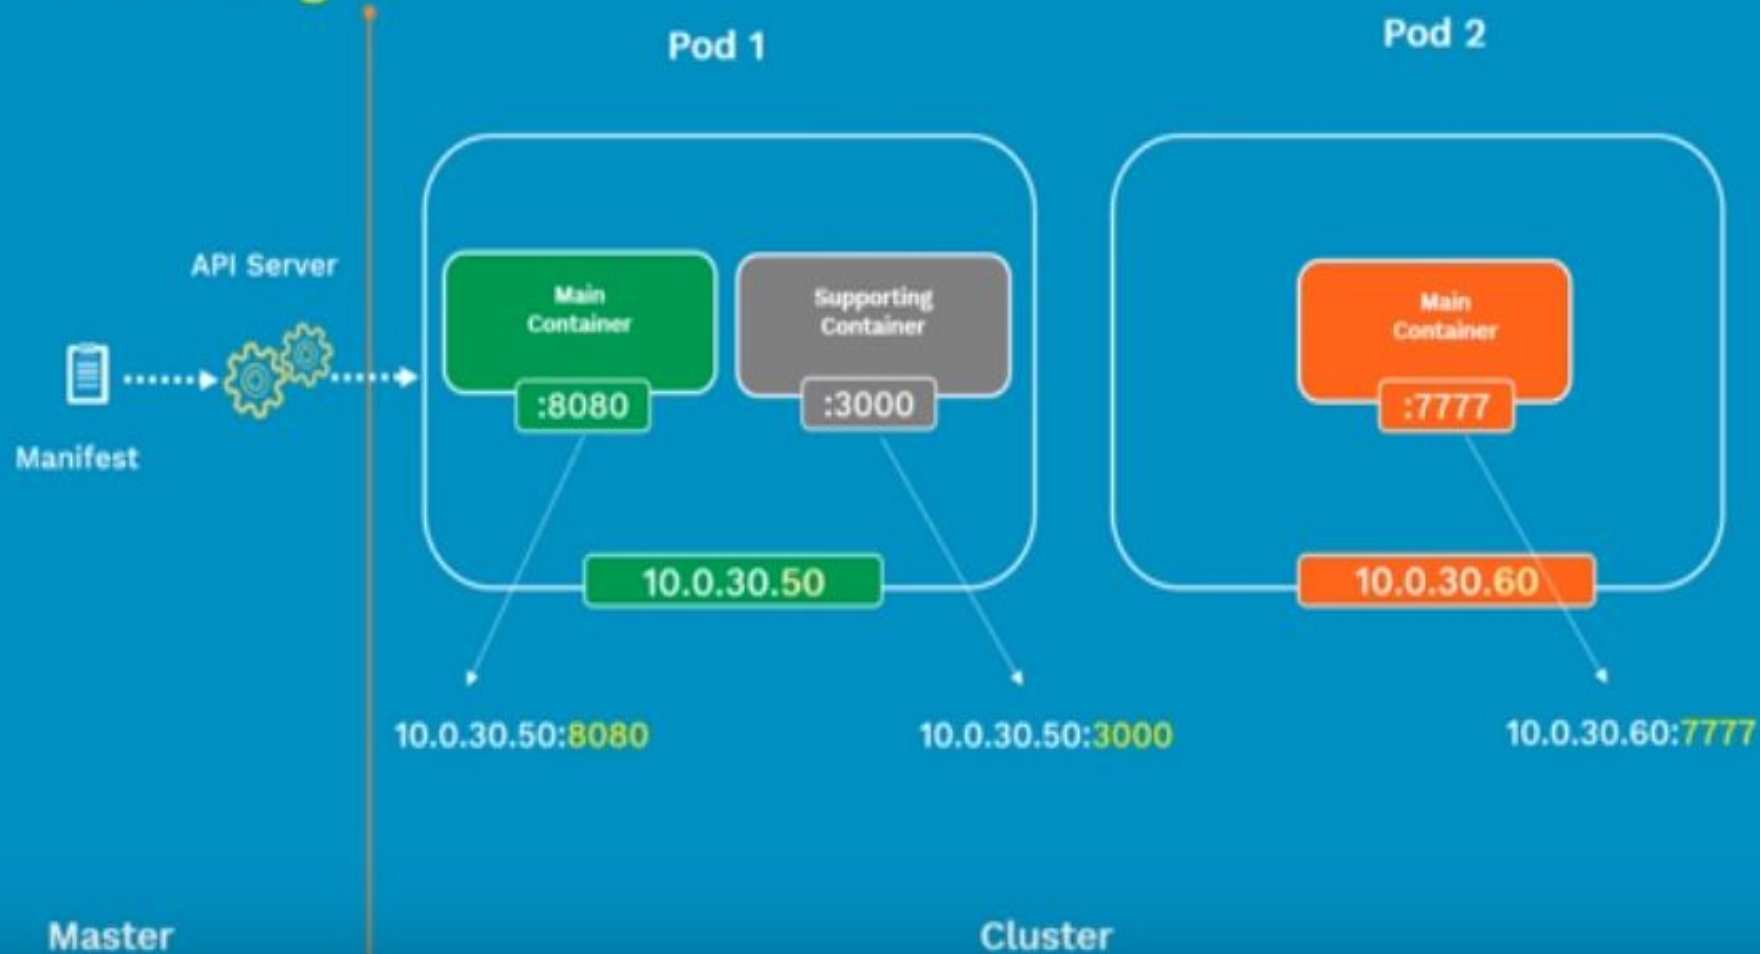 Pod 1
Pod 2
API Server
Manifest
Main
Container
:8080
Supporting
Container
:3000
Main
Container
:7777
10.0.30.50
10.0.30.60
10.0.30.50:8080
10.0.30.50:3000
10.0.30.60:7777
Master
Cluster